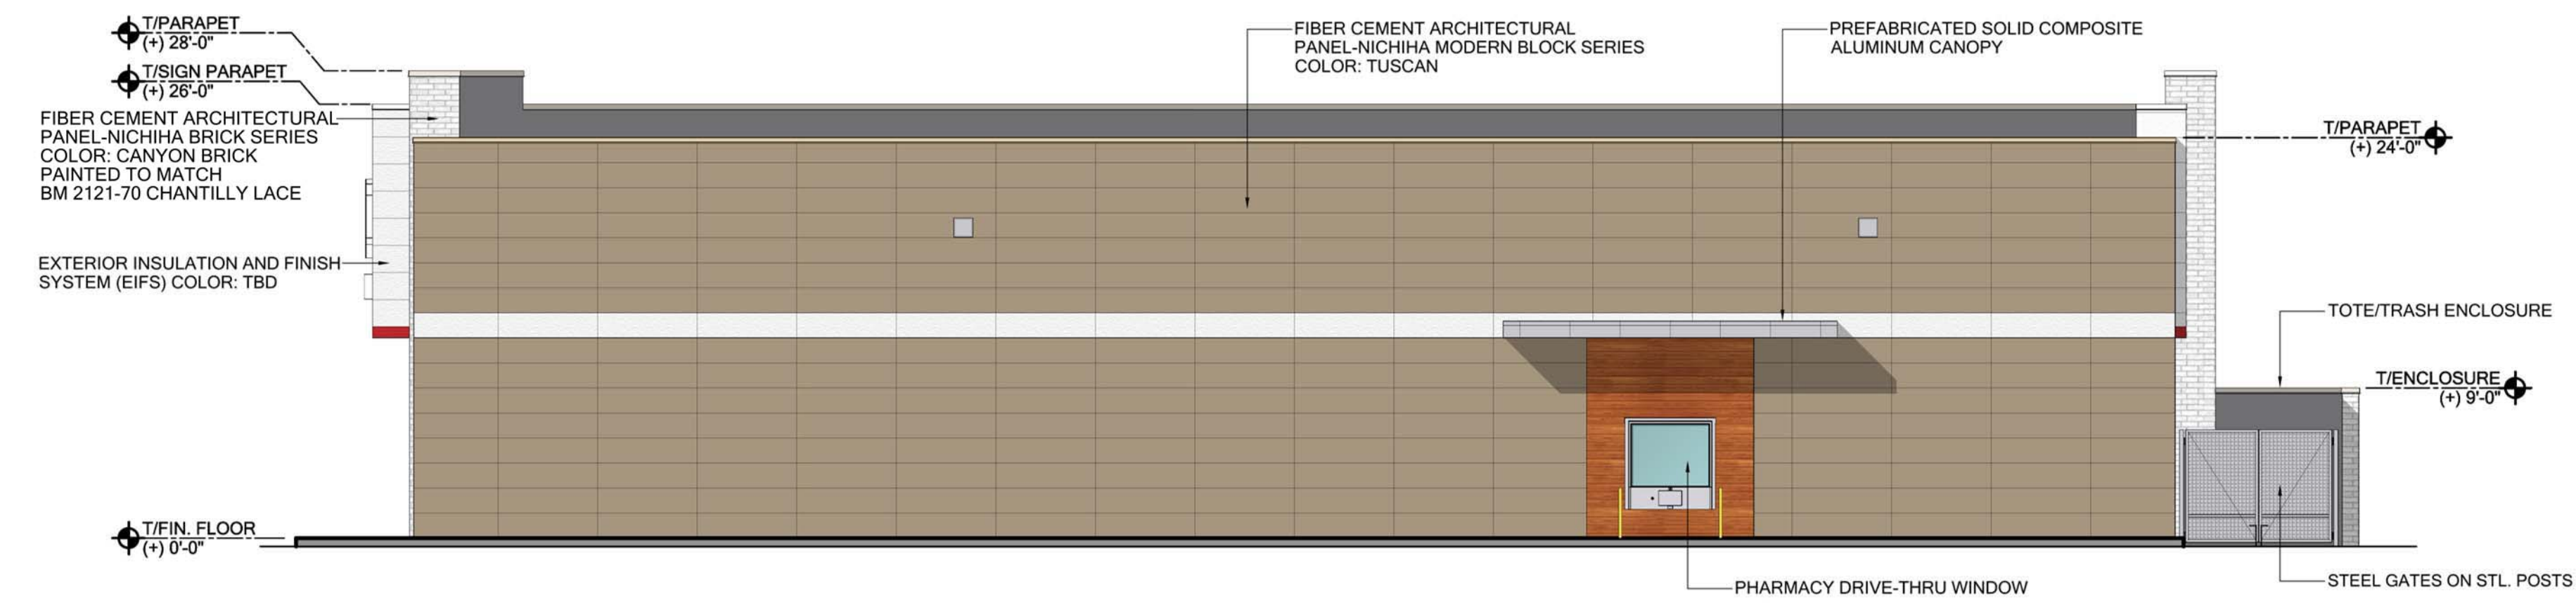 T/PARAPET
(+) 28'-0"
T/SIGN PARAPET
(+) 26'-0"
FIBER CEMENT ARCHITECTURAL
PANEL-NICHIHA BRICK SERIES
COLOR: CANYON BRICK
PAINTED TO MATCH
BM 2121-70 CHANTILLY LACE
EXTERIOR INSULATION AND FINISH
SYSTEM (EIFS) COLOR: TBD
T/FIN. FLOOR
(+) 0'-0"
FIBER CEMENT ARCHITECTURAL
PANEL-NICHIHA MODERN BLOCK SERIES
COLOR: TUSCAN
PREFABRICATED SOLID COMPOSITE
ALUMINUM CANOPY
T/PARAPET
(+) 24'-0"
TOTE/TRASH ENCLOSURE
T/ENCLOSURE
(+) 9'-0"
PHARMACY DRIVE-THRU WINDOW
STEEL GATES ON STL. POSTS